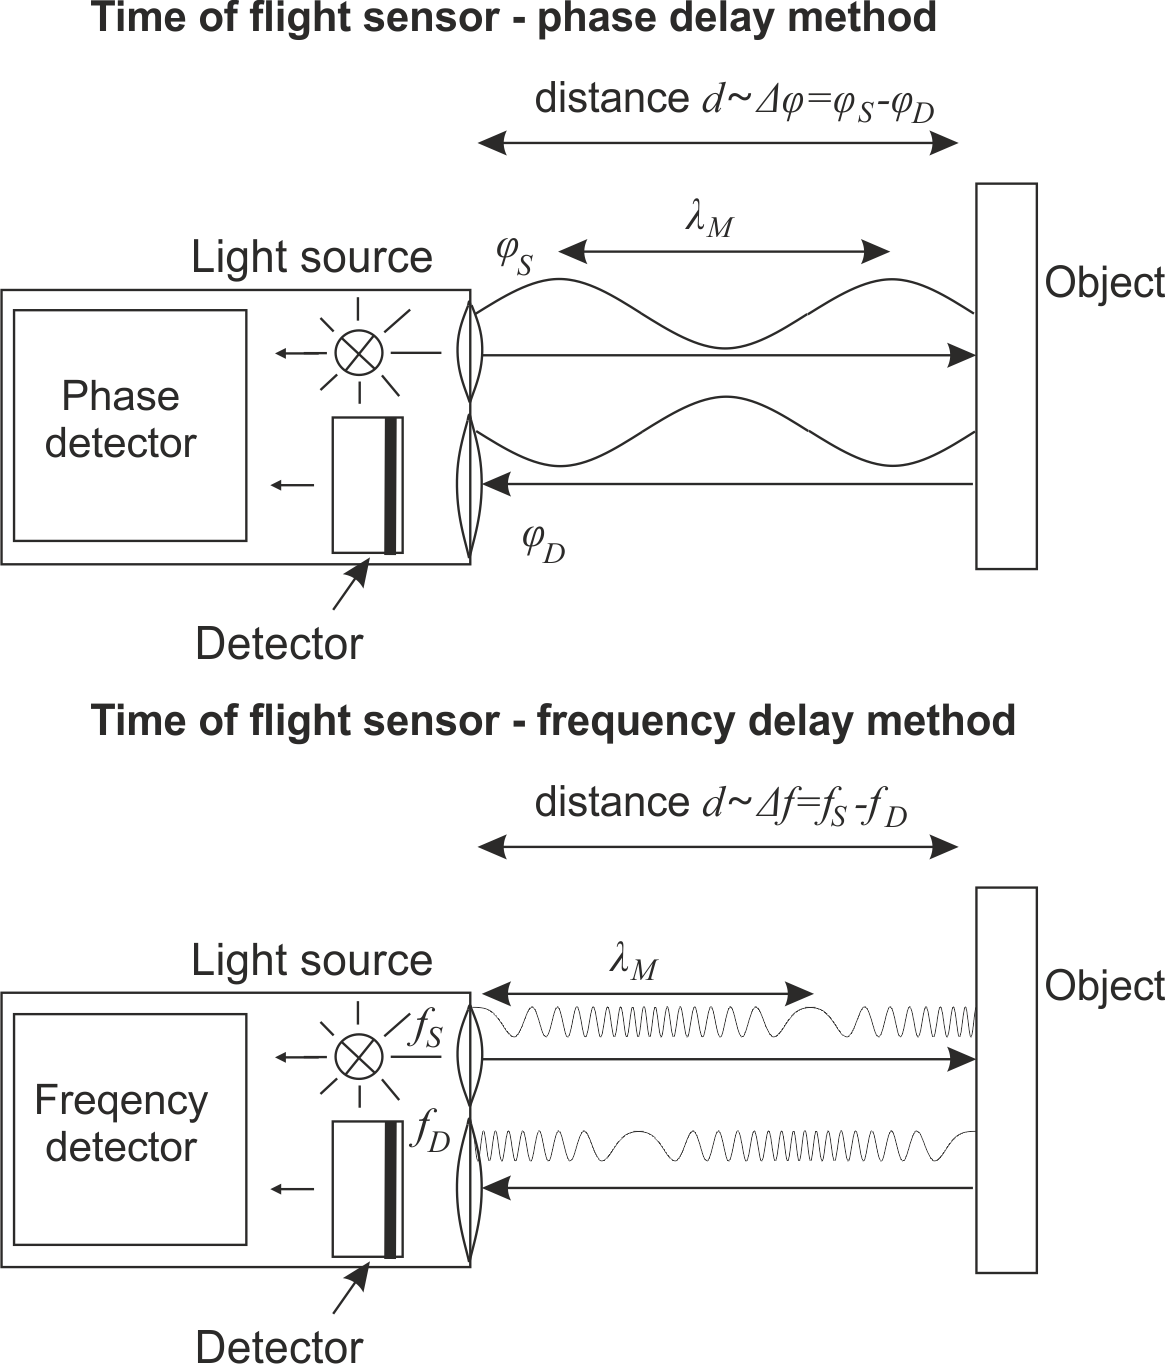 Time of flight sensor - phase delay method
distance d~Δφ=φS-φD
λM
φS
Light source
Object
Phase
detector
φD
Detector
Time of flight sensor - frequency delay method
distance d~Δf=fS-fD
Light source
λM
Object
fS
Freqency
detector
fD
Detector